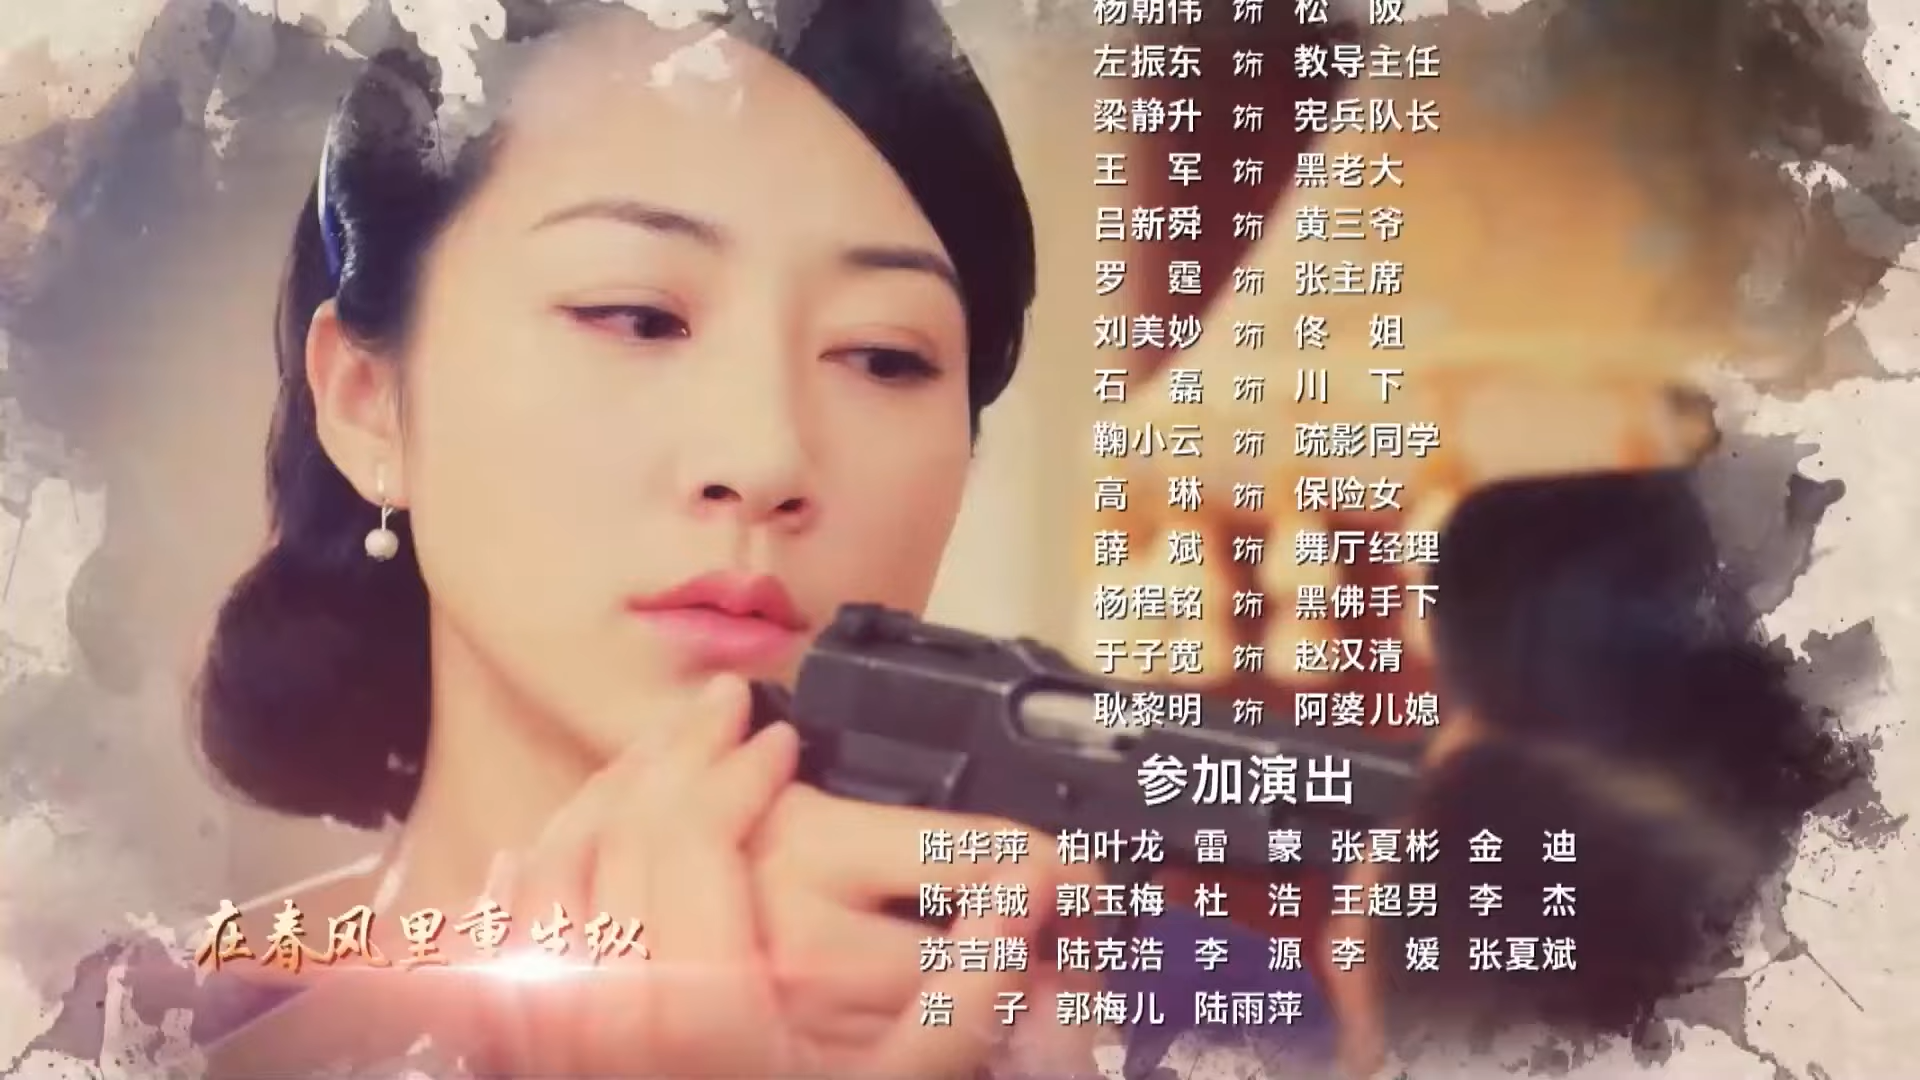 杨朝伟 饰 松 阪
左振东 饰 教导主任
梁静升 饰 宪兵队长
王 军 饰 黑老大
吕新舜 饰 黄三爷
罗 霆 饰 张主席
刘美妙 饰 佟 姐
石 磊 饰 川 下
鞠小云 饰 疏影同学
高 琳 饰 保险女
薛 斌 饰 舞厅经理
杨程铭 饰 黑佛手下
于子宽 饰 赵汉清
耿黎明 饰 阿婆儿媳
参加演出
陆华萍 柏叶龙 雷 蒙 张夏彬 金 迪
陈祥铖 郭玉梅 杜 浩 王超男 李 杰
苏吉腾 陆克浩 李 源 李 媛 张夏斌
浩 子 郭梅儿 陆雨萍
在春风里重出纵